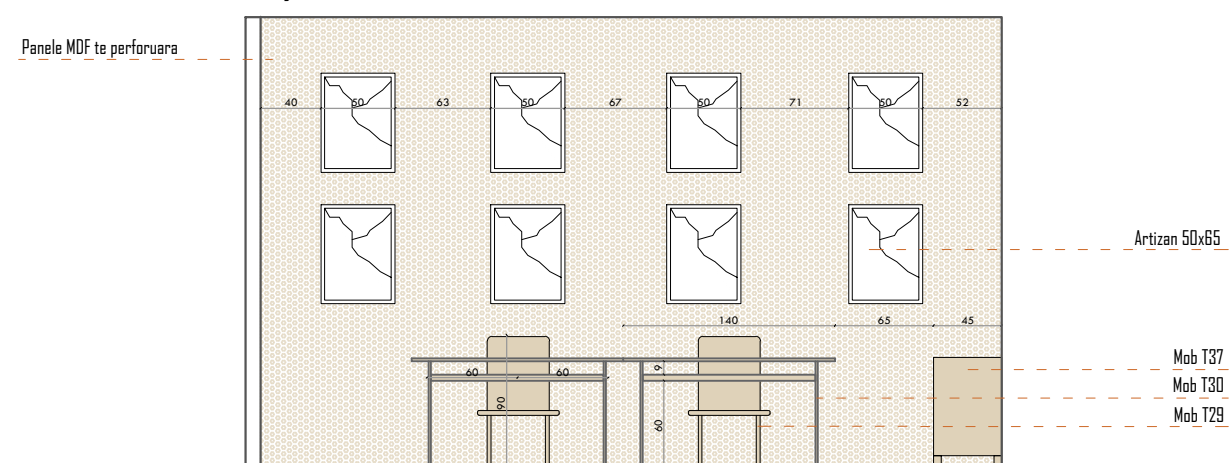 Panele MDF te perforuara
40 50 63 50 67 50 71 50 52
Artizan 50x65
140 65 45
Mob T37
9
60 60
Mob T30
90
60
Mob T29